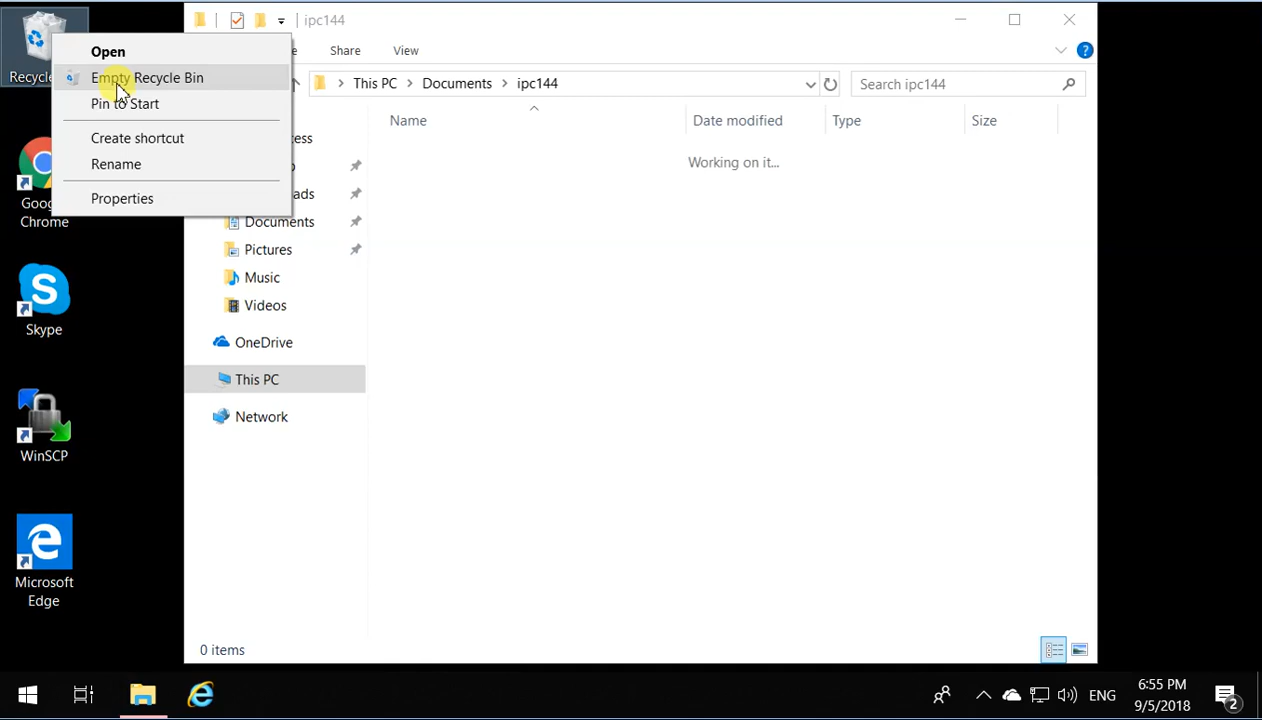 ipc144
Share
View
This PC
Documents
ipc144
Search ipc144
Open
Empty Recycle Bin
Pin to Start
Create shortcut
Rename
Properties
Name
Date modified
Type
Size
Working on it...
Documents
Pictures
Music
Videos
OneDrive
This PC
Network
0 items
Chrome
Skype
WinSCP
Microsoft
Edge
ENG
6:55 PM
9/5/2018
2